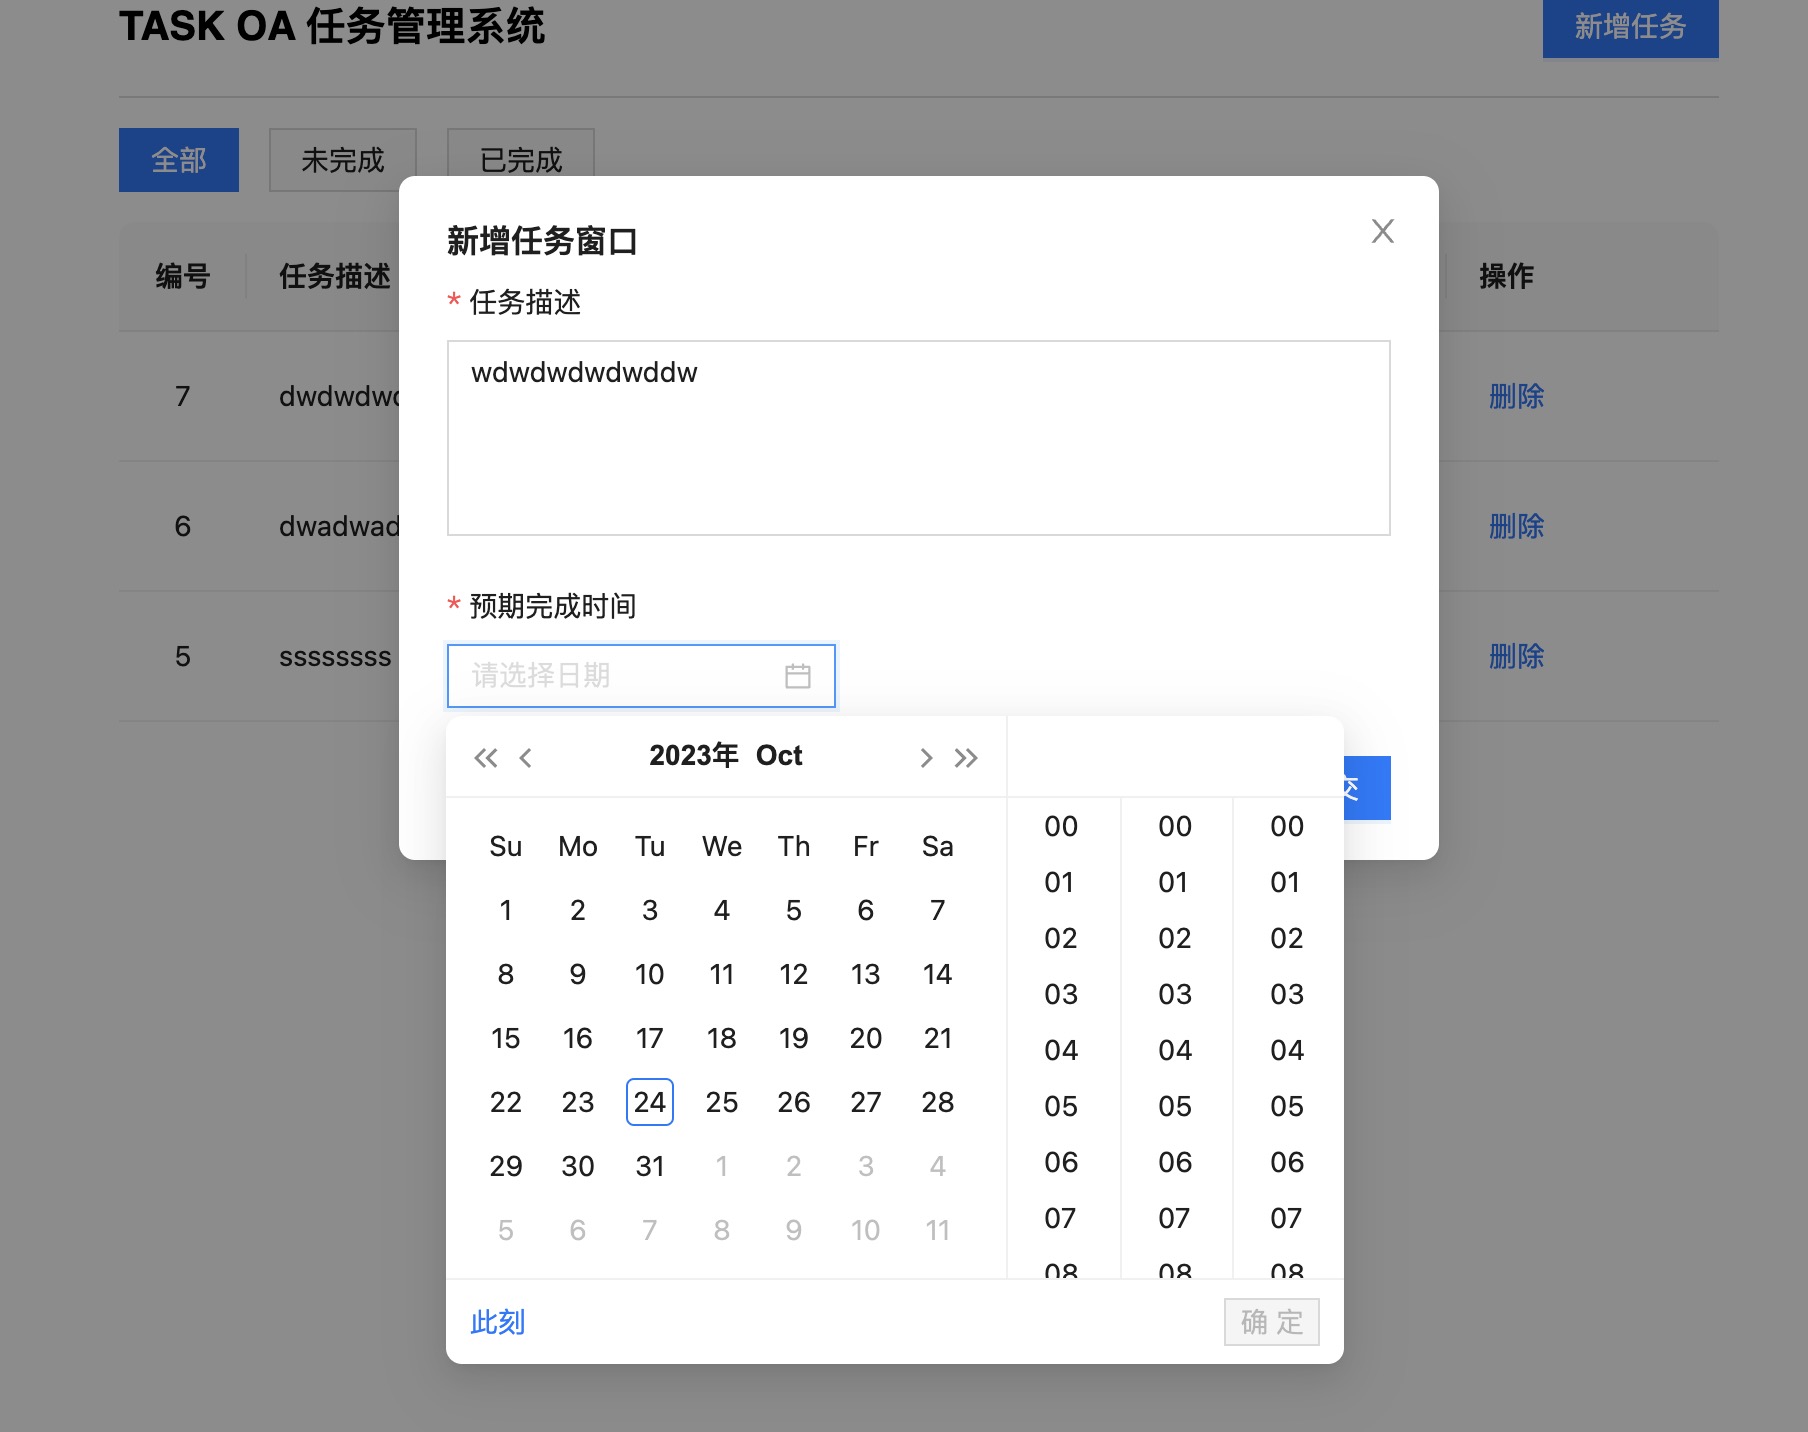 TASK OA 任务管理系统
新增任务
全部 未完成 已完成
编号 任务描述 操作
新增任务窗口
* 任务描述
wdwdwdwdwddw
7 删除
6 删除
5 ssssssss 删除
* 预期完成时间
请选择日期
2023年 Oct
交
Su Mo Tu We Th Fr Sa
1 2 3 4 5 6 7
8 9 10 11 12 13 14
15 16 17 18 19 20 21
22 23 24 25 26 27 28
29 30 31 1 2 3 4
5 6 7 8 9 10 11
00 00 00
01 01 01
02 02 02
03 03 03
04 04 04
05 05 05
06 06 06
07 07 07
08 08 08
此刻 确 定